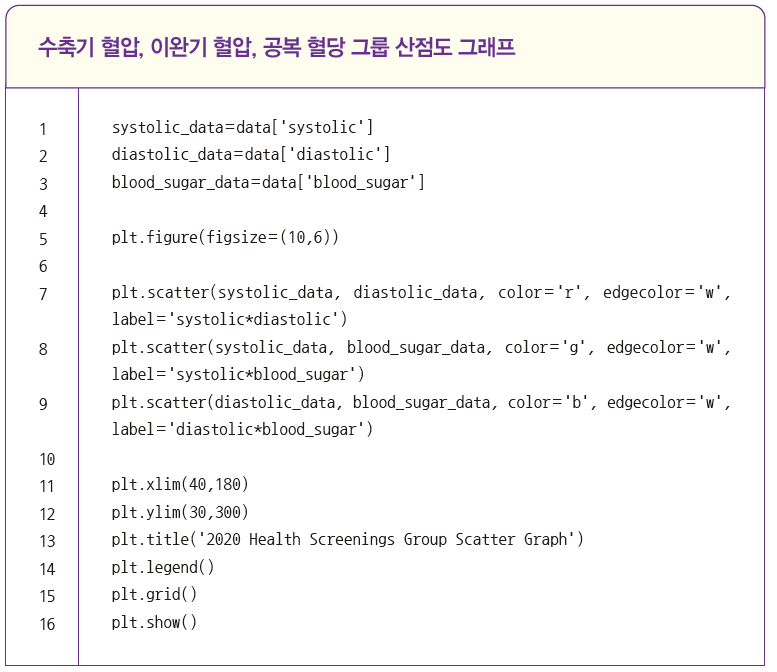 수축기 혈압, 이완기 혈압, 공복 혈당 그룹 산점도 그래프
1 systolic_data=data['systolic']
2 diastolic_data=data['diastolic']
3 blood_sugar_data=data['blood_sugar']
4
5 plt.figure(figsize=(10,6))
6
7 plt.scatter(systolic_data, diastolic_data, color='r', edgecolor='w',
label='systolic*diastolic')
8 plt.scatter(systolic_data, blood_sugar_data, color='g', edgecolor='w',
label='systolic*blood_sugar')
9 plt.scatter(diastolic_data, blood_sugar_data, color='b', edgecolor='w',
label='diastolic*blood_sugar')
10
11 plt.xlim(40,180)
12 plt.ylim(30,300)
13 plt.title('2020 Health Screenings Group Scatter Graph')
14 plt.legend()
15 plt.grid()
16 plt.show()